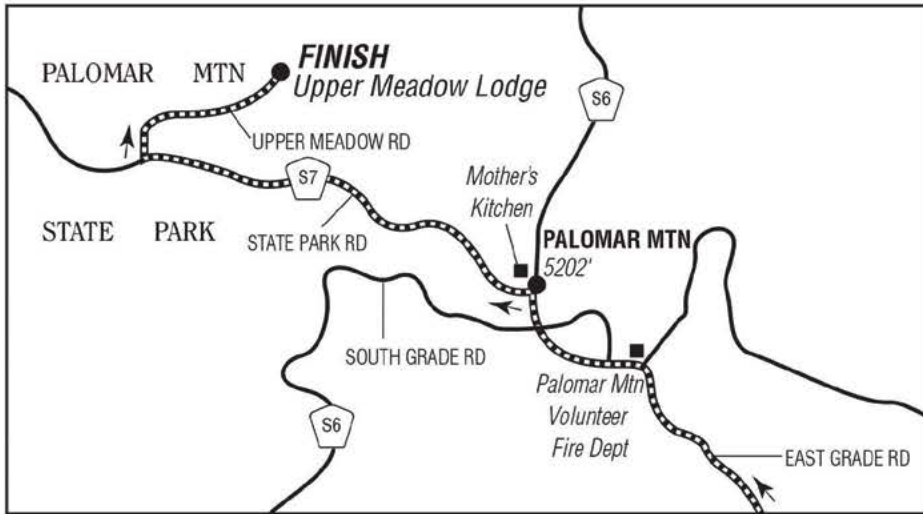 PALOMAR MTN
FINISH
Upper Meadow Lodge
S6
UPPER MEADOW RD
S7
Mother's
Kitchen
STATE PARK
STATE PARK RD
PALOMAR MTN
5202'
SOUTH GRADE RD
Palomar Mtn
Volunteer
Fire Dept
S6
EAST GRADE RD